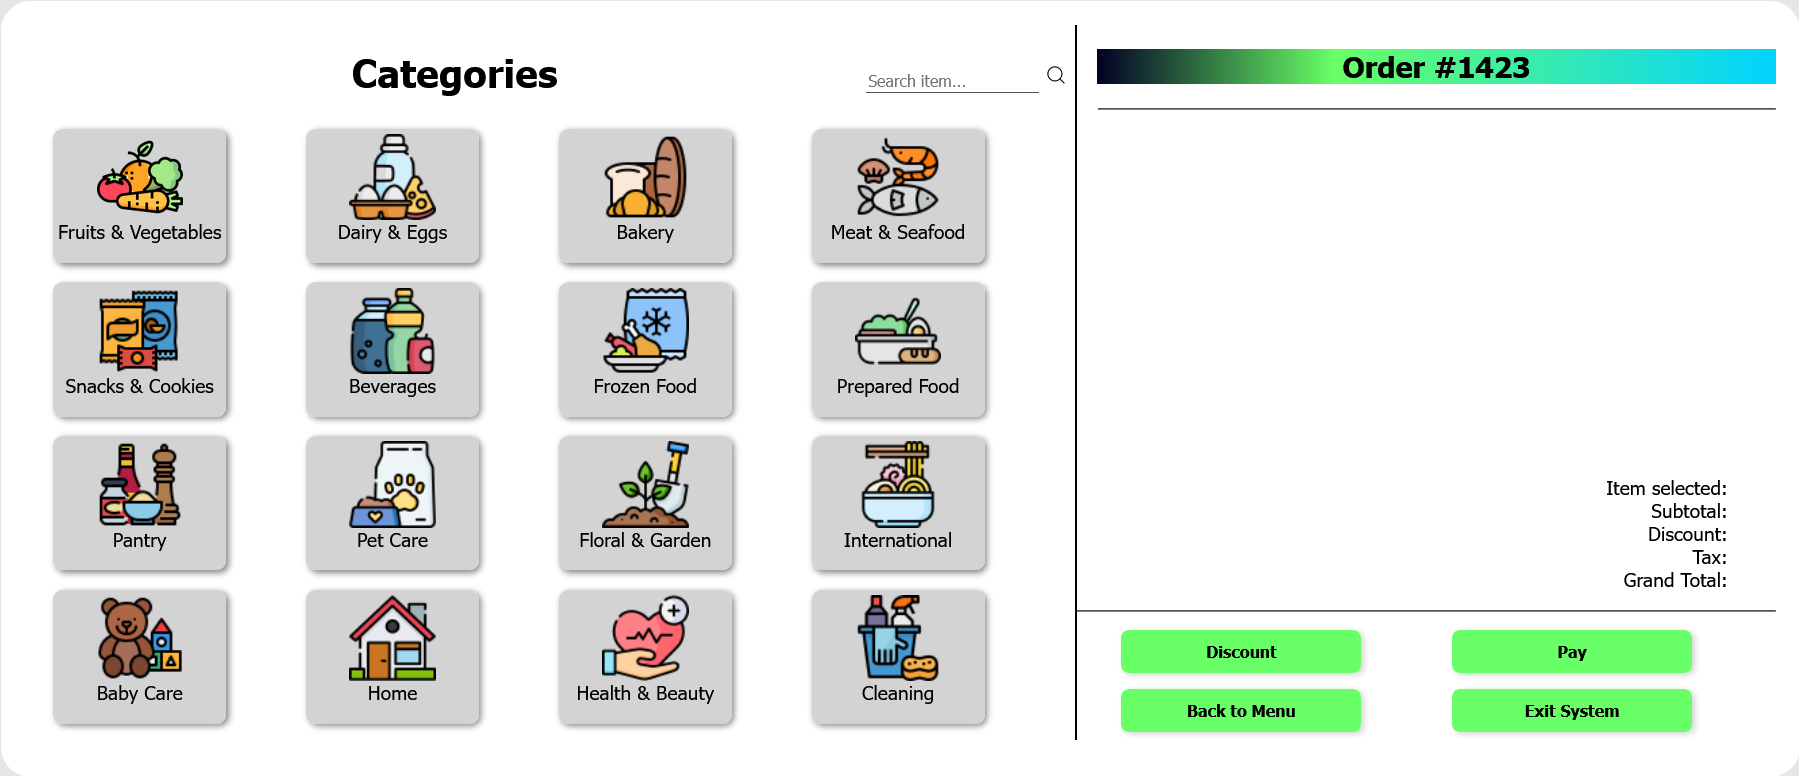 Categories
Search item...
Fruits & Vegetables
Dairy & Eggs
Bakery
Meat & Seafood
Snacks & Cookies
Beverages
Frozen Food
Prepared Food
Pantry
Pet Care
Floral & Garden
International
Baby Care
Home
Health & Beauty
Cleaning
Order #1423
Item selected:
Subtotal:
Discount:
Tax:
Grand Total:
Discount
Pay
Back to Menu
Exit System